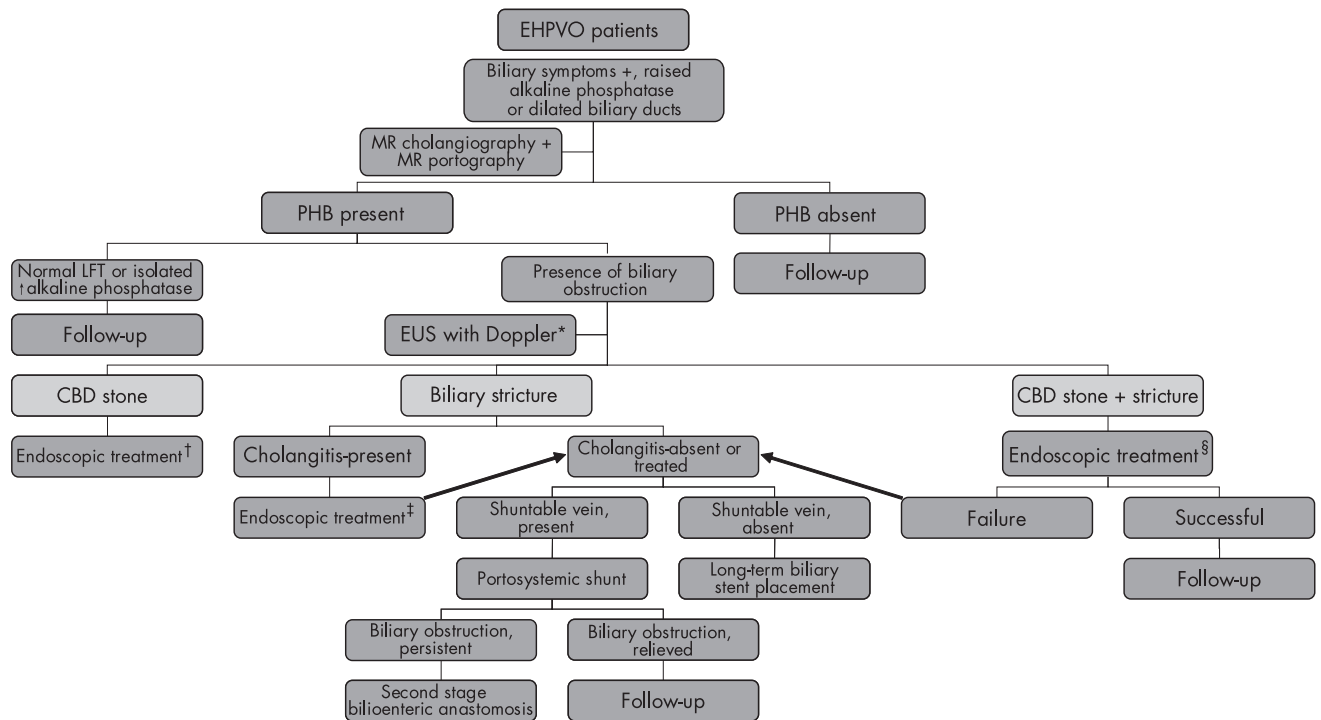 EHPVO patients
Biliary symptoms +, raised
alkaline phosphatase
or dilated biliary ducts
MR cholangiography +
MR portography
PHB present
PHB absent
Normal LFT or isolated
↑alkaline phosphatase
Presence of biliary
obstruction
Follow-up
Follow-up
EUS with Doppler*
CBD stone
Biliary stricture
CBD stone + stricture
Endoscopic treatment†
Cholangitis-present
Cholangitis-absent or
treated
Endoscopic treatment§
Endoscopic treatment‡
Shuntable vein,
present
Shuntable vein,
absent
Failure
Successful
Portosystemic shunt
Long-term biliary
stent placement
Follow-up
Biliary obstruction,
persistent
Biliary obstruction,
relieved
Second stage
bilioenteric anastomosis
Follow-up